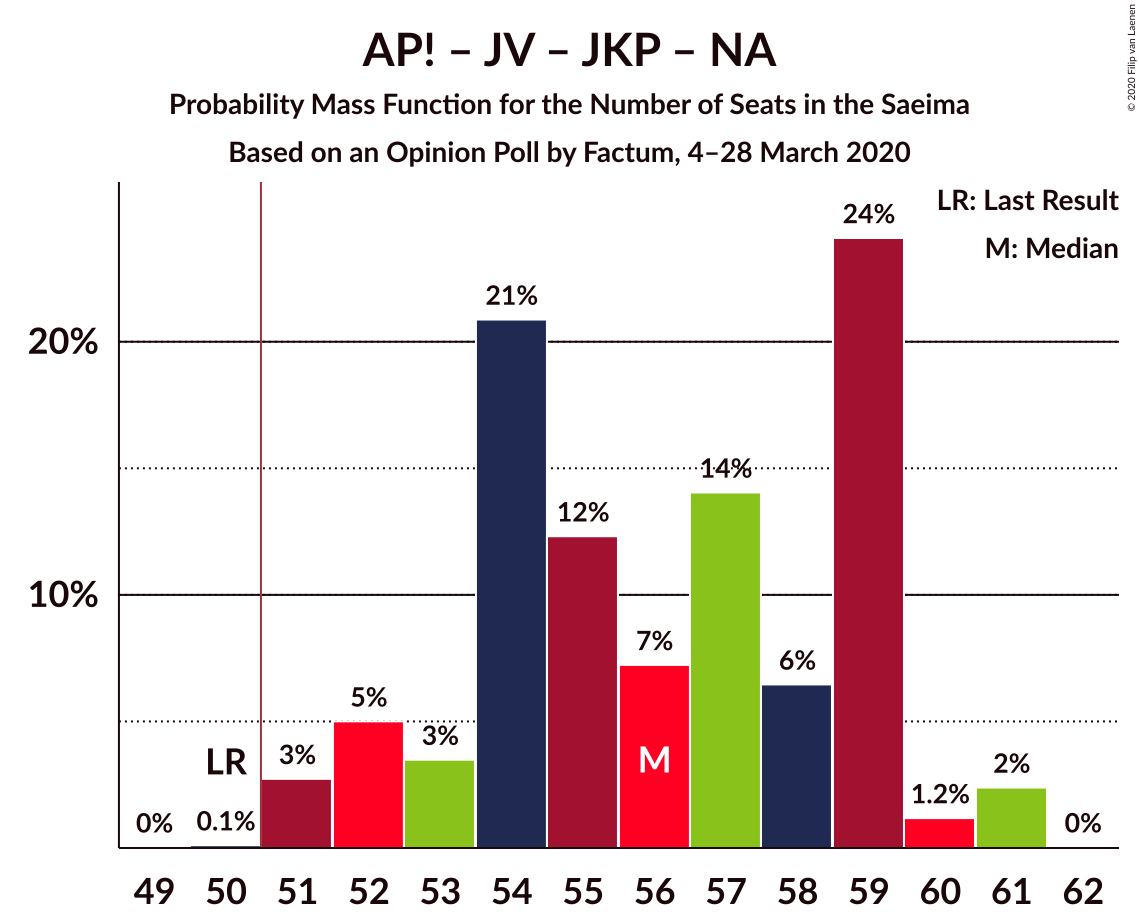 AP! – JV – JKP – NA
Probability Mass Function for the Number of Seats in the Saeima
Based on an Opinion Poll by Factum, 4–28 March 2020
© 2020 Filip van Laenen
LR: Last Result
M: Median
20%
10%
0%
0.1%
LR
3%
5%
3%
21%
12%
7%
M
14%
6%
24%
1.2%
2%
0%
49 50 51 52 53 54 55 56 57 58 59 60 61 62